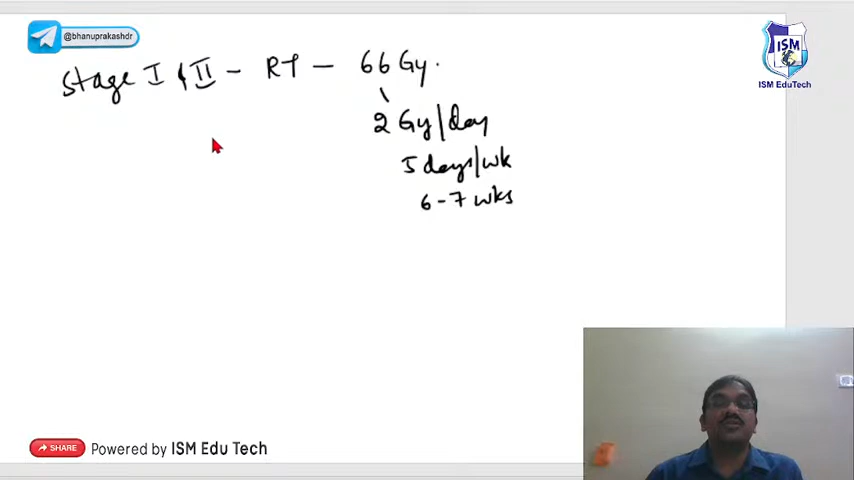 @bhanuprakashdr
ISM
ISM EduTech
Stage I & II - RT - 66 Gy.
2 Gy/day
5 days/wk
6-7 wks
SHARE
Powered by ISM Edu Tech